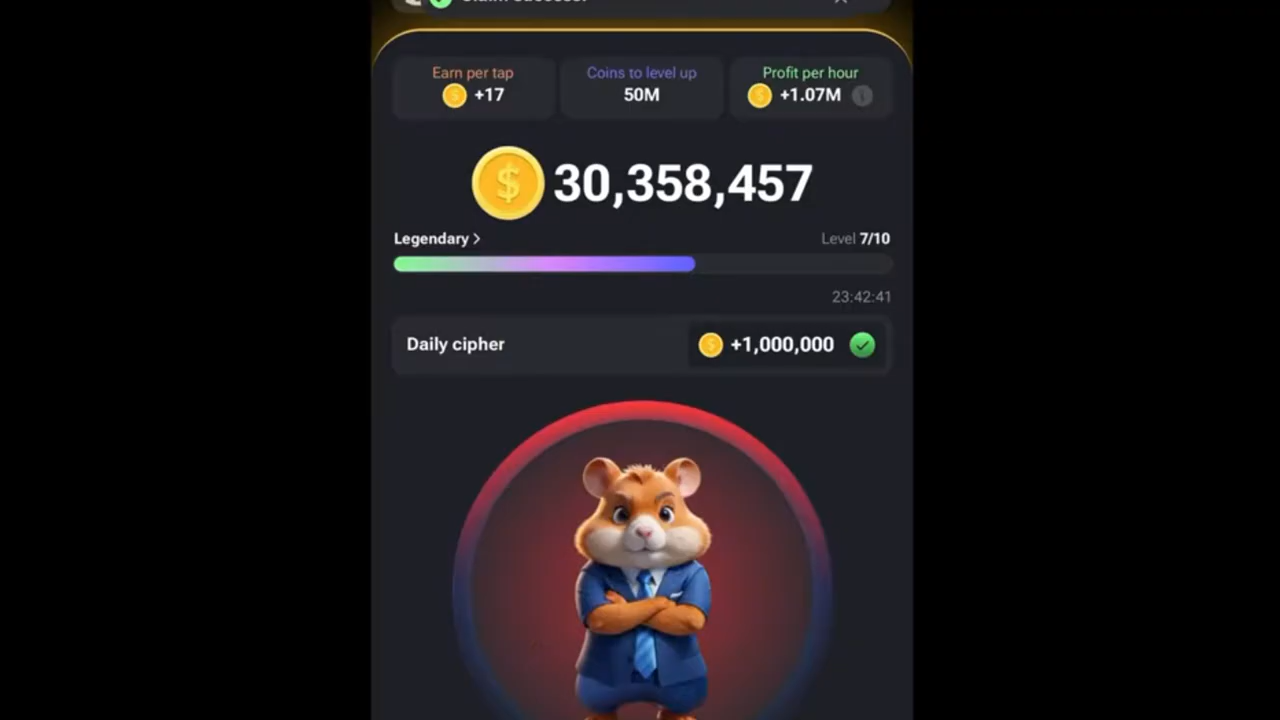 Earn per tap
+17
Coins to level up
50M
Profit per hour
+1.07M
30,358,457
Legendary >
Level 7/10
23:42:41
Daily cipher
+1,000,000